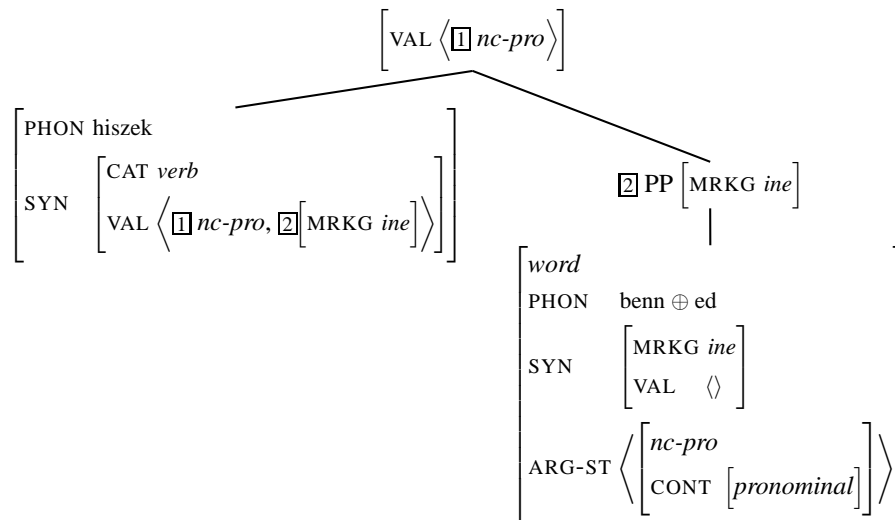 [VAL ⟨[1] nc-pro⟩]
PHON hiszek
SYN [CAT verb
VAL ⟨[1] nc-pro, [2][MRKG ine]⟩]
[2] PP [MRKG ine]
word
PHON benn ⊕ ed
SYN [MRKG ine
VAL ⟨⟩]
ARG-ST ⟨[nc-pro
CONT [pronominal]]⟩